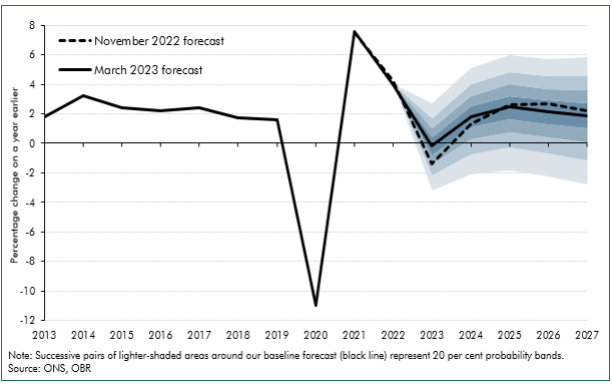 8
6
4
2
0
-2
-4
-6
-8
-10
-12
Percentage change on a year earlier
November 2022 forecast
March 2023 forecast
2013 2014 2015 2016 2017 2018 2019 2020 2021 2022 2023 2024 2025 2026 2027
Note: Successive pairs of lighter-shaded areas around our baseline forecast (black line) represent 20 per cent probability bands.
Source: ONS, OBR